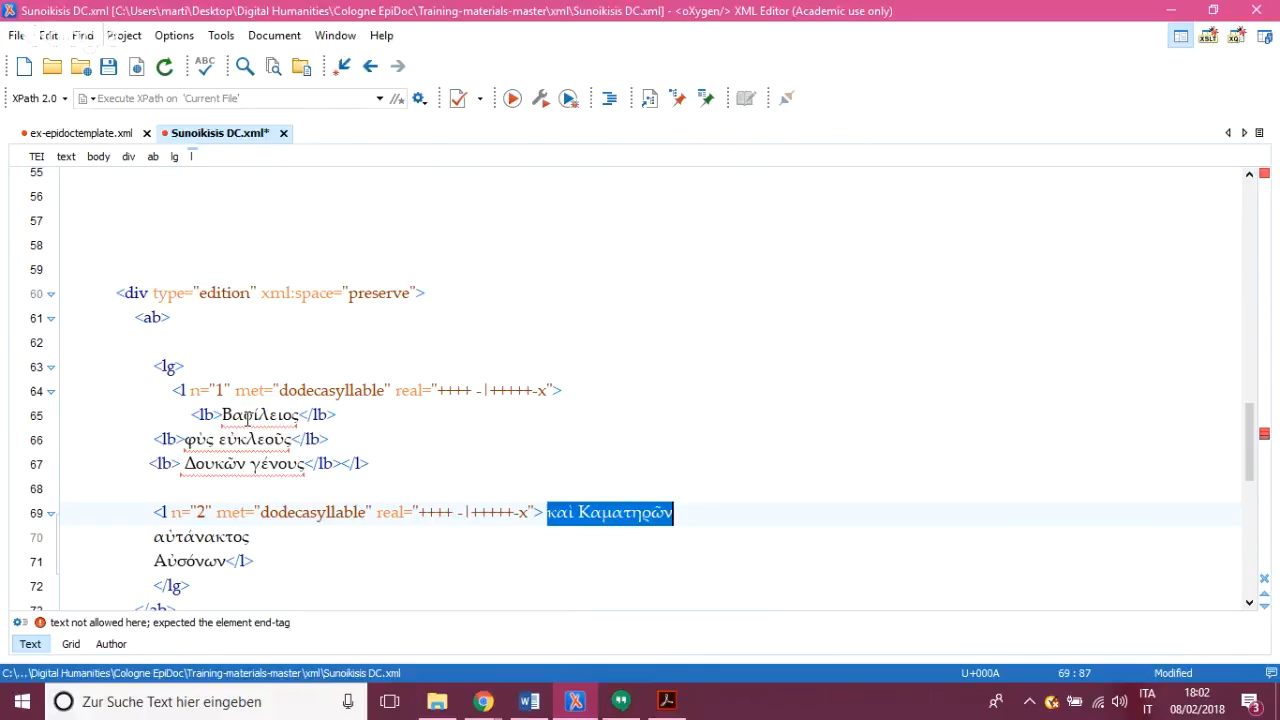 Sunoikisis DC.xml [C:\Users\marti\Desktop\Digital Humanities\Cologne EpiDoc\Training-materials-master\xml\Sunoikisis DC.xml] - <oXygen/> XML Editor (Academic use only)
File Edit Find Project Options Tools Document Window Help
XPath 2.0 Execute XPath on 'Current File'
ex-epidoctemplate.xml Sunoikisis DC.xml*
TEI text body div ab lg l
55
56
57
58
59
60 <div type="edition" xml:space="preserve">
61 <ab>
62
63 <lg>
64 <l n="1" met="dodecasyllable" real="++++ -|+++++-x">
65 <lb>Βασίλειος</lb>
66 <lb>φὺς εὐκλεοῦς</lb>
67 <lb> Δουκῶν γένους</lb></l>
68
69 <l n="2" met="dodecasyllable" real="++++ -|+++++-x"> καὶ Καματηρῶν
70 αὐτάνακτος
71 Αὐσόνων</l>
72 </lg>
73 </ab>
text not allowed here; expected the element end-tag
Text Grid Author
C:\...\Digital Humanities\Cologne EpiDoc\Training-materials-master\xml\Sunoikisis DC.xml U+000A 69 : 87 Modified
Zur Suche Text hier eingeben
ITA 18:02
IT 08/02/2018
3